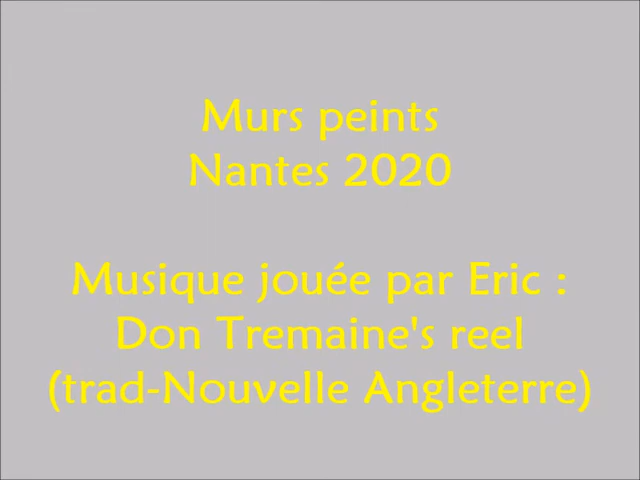 Murs peints
Nantes 2020
Musique jouée par Eric :
Don Tremaine's reel
(trad-Nouvelle Angleterre)